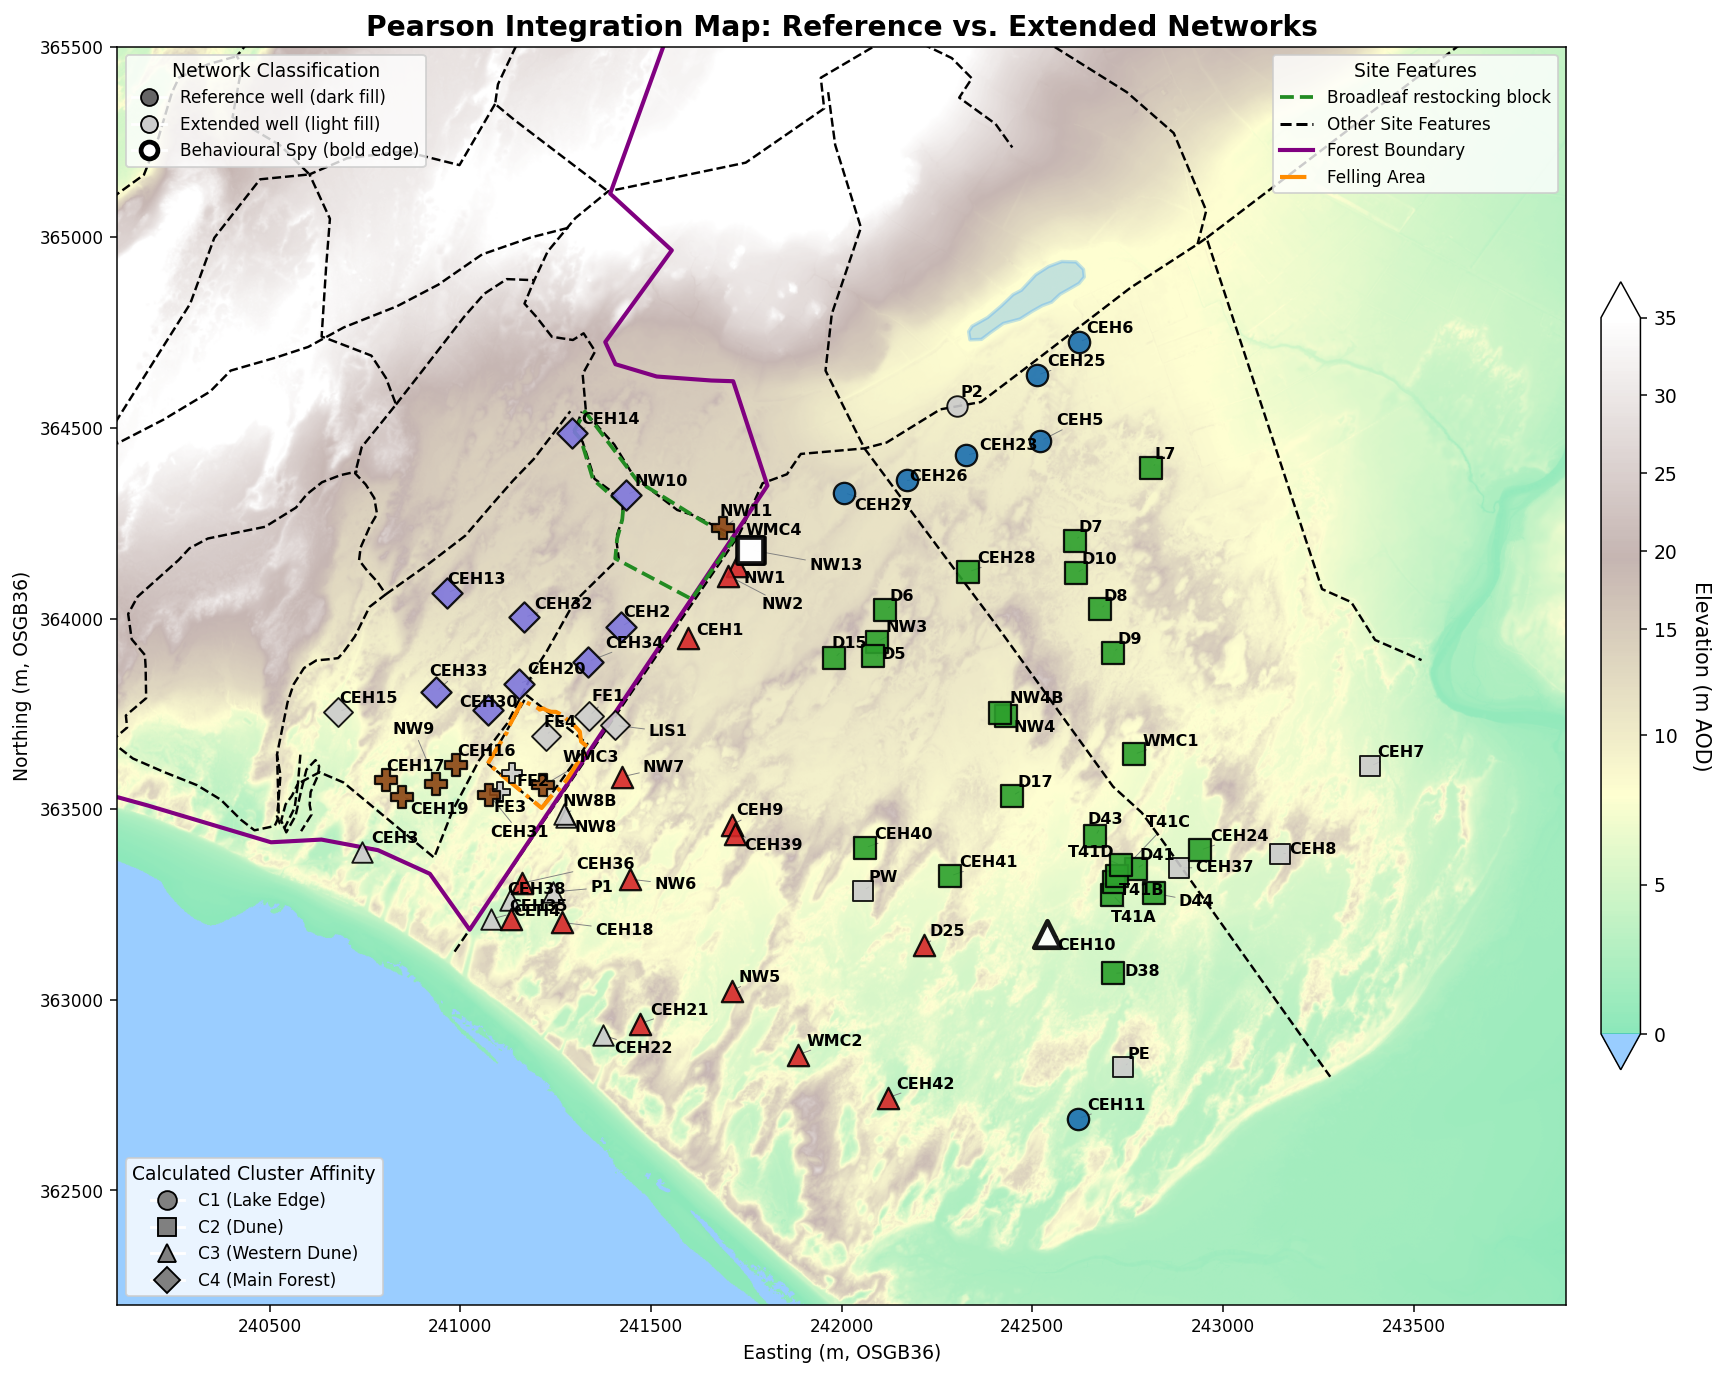 Pearson Integration Map: Reference vs. Extended Networks
Network Classification
Reference well (dark fill)
Extended well (light fill)
Behavioural Spy (bold edge)
Site Features
Broadleaf restocking block
Other Site Features
Forest Boundary
Felling Area
Calculated Cluster Affinity
C1 (Lake Edge)
C2 (Dune)
C3 (Western Dune)
C4 (Main Forest)
365500
365000
364500
364000
363500
363000
362500
Northing (m, OSGB36)
240500
241000
241500
242000
242500
243000
243500
Easting (m, OSGB36)
35
30
25
20
15
10
5
0
Elevation (m AOD)
CEH6
CEH25
P2
CEH14
CEH5
CEH23
L7
NW10
CEH26
CEH27
NW11
WMC4
D7
NW13
CEH28
D10
CEH13
NW1
NW2
CEH32
CEH2
D6
D8
CEH1
NW3
CEH34
D15
D5
D9
CEH33
CEH20
CEH15
CEH30
FE1
NW4B
FE4
NW9
LIS1
NW4
WMC1
CEH7
CEH16
WMC3
CEH17
NW7
FE2
D17
CEH19
FE3
NW8B
CEH9
CEH31
NW8
D43
T41C
CEH3
CEH39
CEH40
CEH24
T41D
D41
CEH8
CEH36
CEH41
CEH37
PW
NW6
CEH38
P1
T41B
D44
CEH35
CEH4
T41A
CEH18
D25
CEH10
D38
NW5
CEH21
CEH22
WMC2
PE
CEH42
CEH11